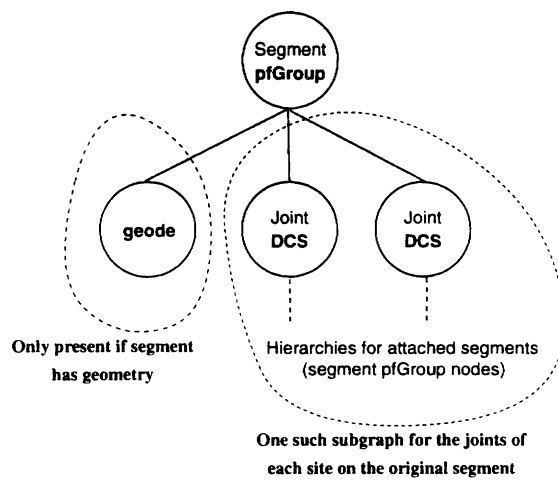 Segment
pfGroup
geode
Joint
DCS
Joint
DCS
Only present if segment
has geometry
Hierarchies for attached segments
(segment pfGroup nodes)
One such subgraph for the joints of
each site on the original segment